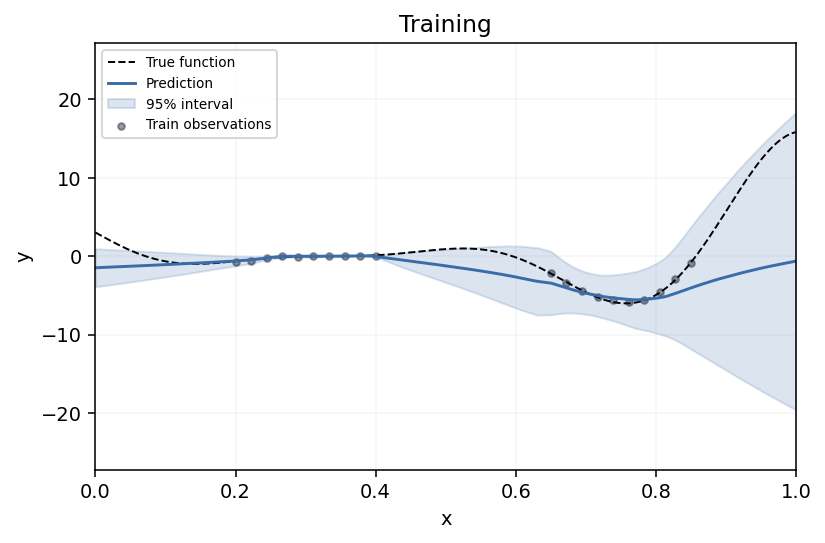 Training
True function
Prediction
95% interval
Train observations
20
10
0
−10
−20
y
0.0 0.2 0.4 0.6 0.8 1.0
x